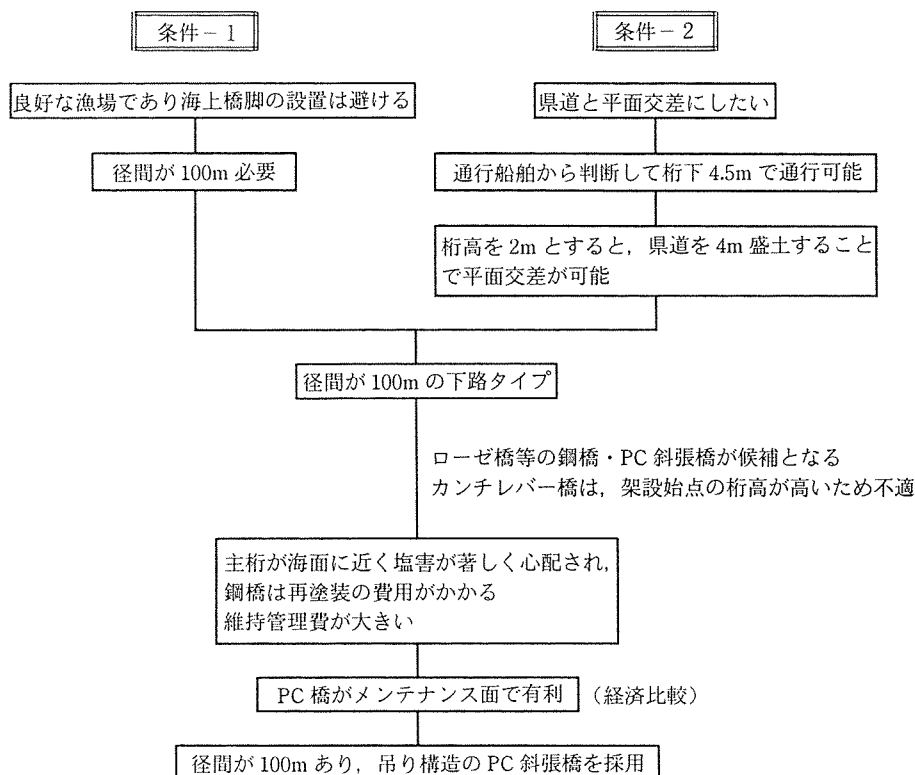 条件－1
条件－2
良好な漁場であり海上橋脚の設置は避ける
県道と平面交差にしたい
径間が100m 必要
通行船舶から判断して桁下 4.5m で通行可能
桁高を 2m とすると，県道を 4m 盛土すること
で平面交差が可能
径間が 100m の下路タイプ
ローゼ橋等の鋼橋・PC 斜張橋が候補となる
カンチレバー橋は，架設始点の桁高が高いため不適
主桁が海面に近く塩害が著しく心配され，
鋼橋は再塗装の費用がかかる
維持管理費が大きい
PC 橋がメンテナンス面で有利 （経済比較）
径間が 100m あり，吊り構造の PC 斜張橋を採用